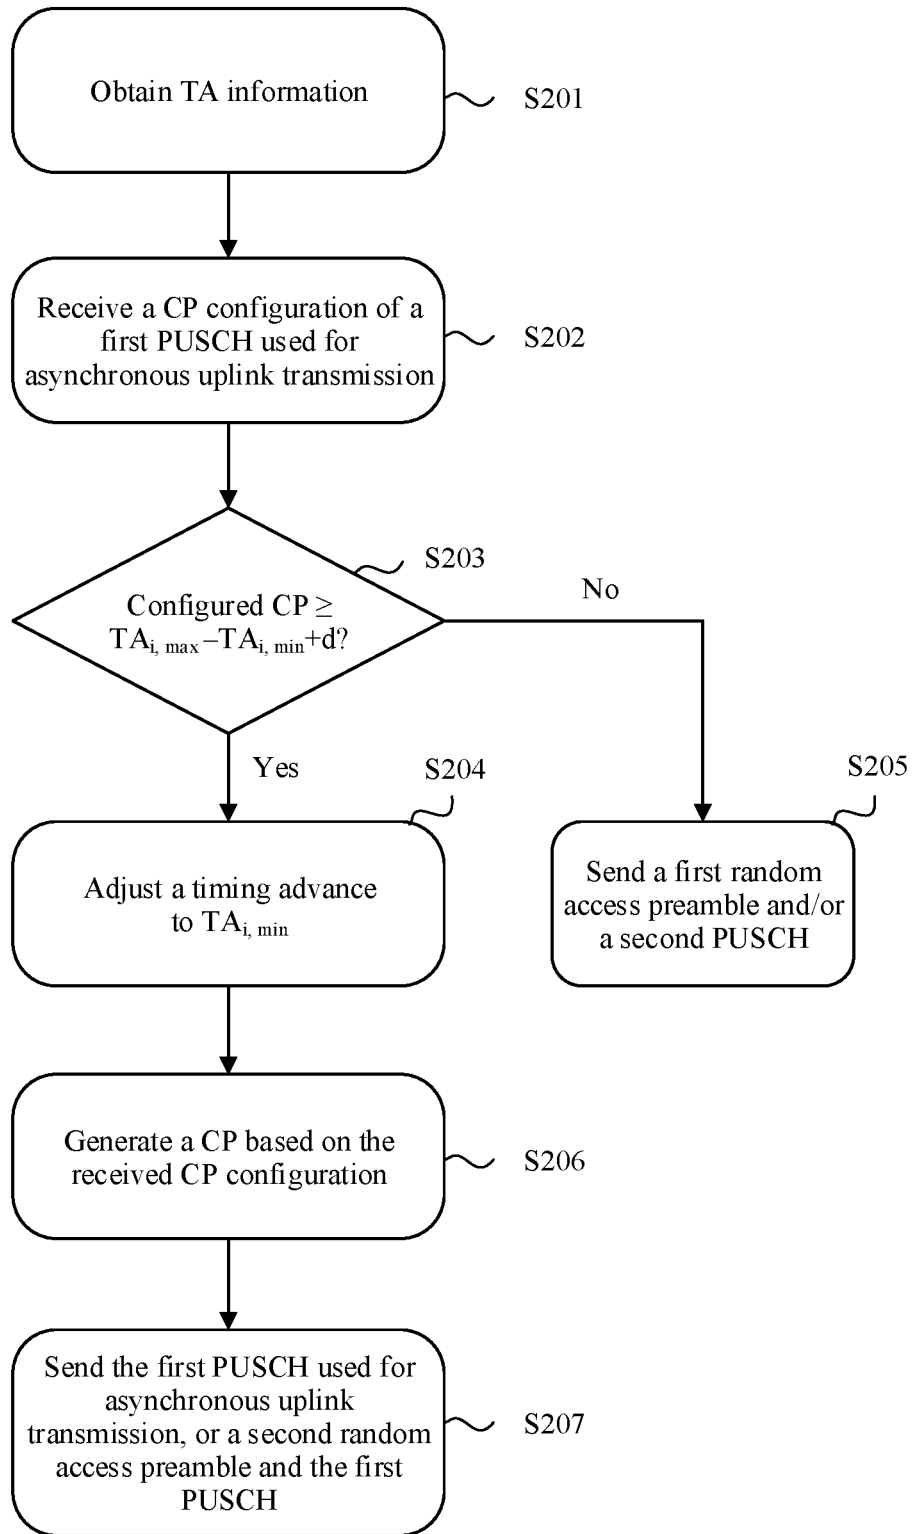 Obtain TA information
S201
Receive a CP configuration of a
first PUSCH used for
asynchronous uplink transmission
S202
S203
Configured CP ≥
TAi, max–TAi, min+d?
No
Yes
S204
S205
Adjust a timing advance
to TAi, min
Send a first random
access preamble and/or
a second PUSCH
Generate a CP based on the
received CP configuration
S206
Send the first PUSCH used for
asynchronous uplink
transmission, or a second random
access preamble and the first
PUSCH
S207